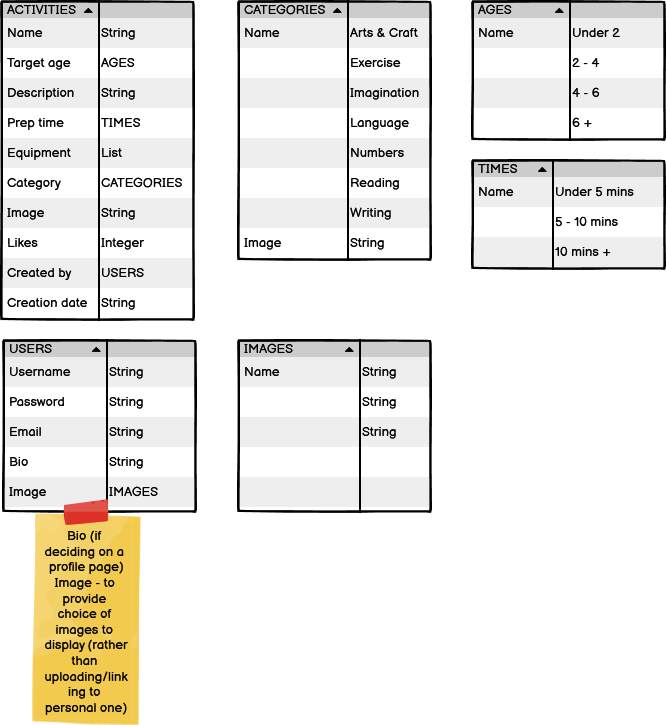 ACTIVITIES
Name String
Target age AGES
Description String
Prep time TIMES
Equipment List
Category CATEGORIES
Image String
Likes Integer
Created by USERS
Creation date String
CATEGORIES
Name Arts & Craft
Exercise
Imagination
Language
Numbers
Reading
Writing
Image String
AGES
Name Under 2
2 - 4
4 - 6
6 +
TIMES
Name Under 5 mins
5 - 10 mins
10 mins +
USERS
Username String
Password String
Email String
Bio String
Image IMAGES
IMAGES
Name String
String
String
Bio (if
deciding on a
profile page)
Image - to
provide
choice of
images to
display (rather
than
uploading/link
ing to
personal one)